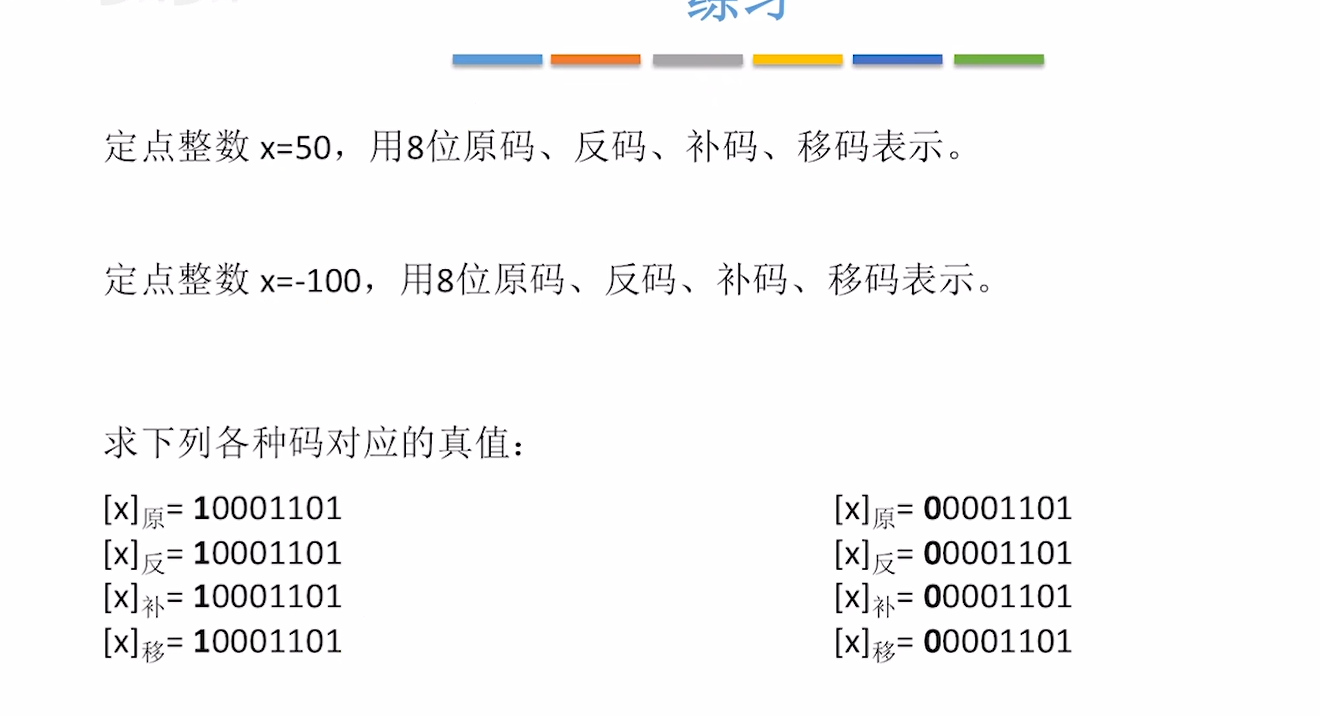 练习
定点整数 x=50，用8位原码、反码、补码、移码表示。
定点整数 x=-100，用8位原码、反码、补码、移码表示。
求下列各种码对应的真值：
[x]原= 10001101
[x]反= 10001101
[x]补= 10001101
[x]移= 10001101
[x]原= 00001101
[x]反= 00001101
[x]补= 00001101
[x]移= 00001101